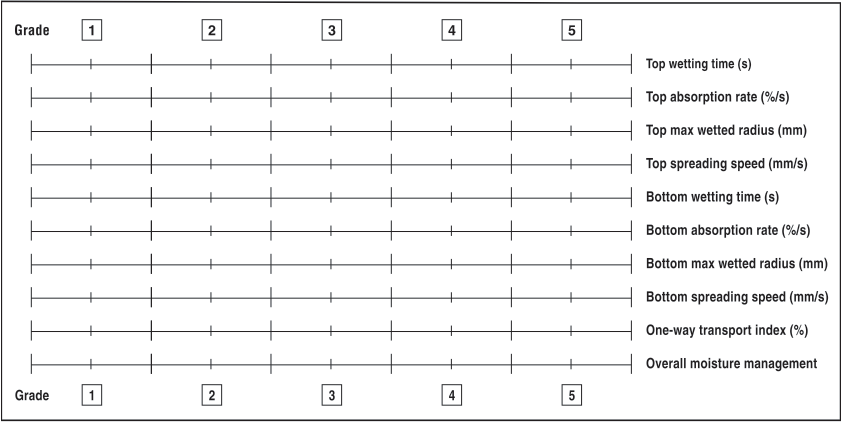 Grade 1 2 3 4 5
Top wetting time (s)
Top absorption rate (%/s)
Top max wetted radius (mm)
Top spreading speed (mm/s)
Bottom wetting time (s)
Bottom absorption rate (%/s)
Bottom max wetted radius (mm)
Bottom spreading speed (mm/s)
One-way transport index (%)
Overall moisture management
Grade 1 2 3 4 5